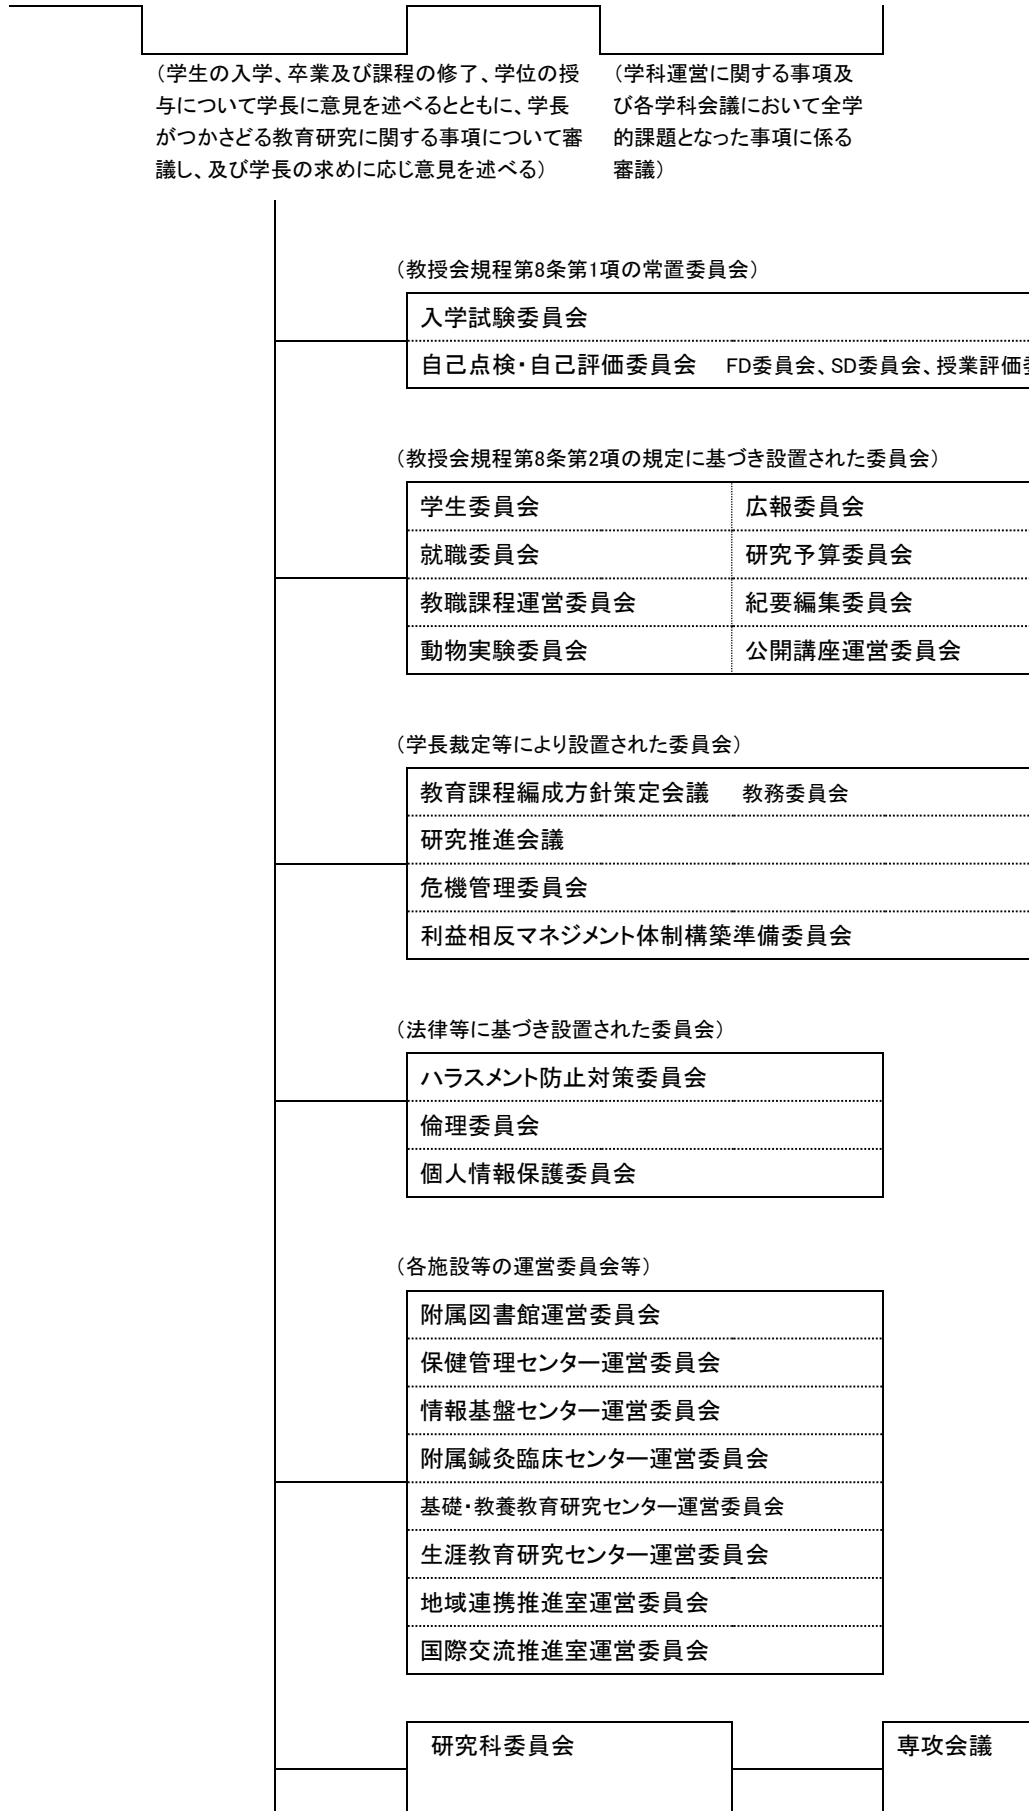 (学生の入学、卒業及び課程の修了、学位の授
与について学長に意見を述べるとともに、学長
がつかさどる教育研究に関する事項について審
議し、及び学長の求めに応じ意見を述べる)
(学科運営に関する事項及
び各学科会議において全学
的課題となった事項に係る
審議)
(教授会規程第8条第1項の常置委員会)
入学試験委員会
自己点検・自己評価委員会 FD委員会、SD委員会、授業評価
(教授会規程第8条第2項の規定に基づき設置された委員会)
学生委員会 広報委員会
就職委員会 研究予算委員会
教職課程運営委員会 紀要編集委員会
動物実験委員会 公開講座運営委員会
(学長裁定等により設置された委員会)
教育課程編成方針策定会議 教務委員会
研究推進会議
危機管理委員会
利益相反マネジメント体制構築準備委員会
(法律等に基づき設置された委員会)
ハラスメント防止対策委員会
倫理委員会
個人情報保護委員会
(各施設等の運営委員会等)
附属図書館運営委員会
保健管理センター運営委員会
情報基盤センター運営委員会
附属鍼灸臨床センター運営委員会
基礎・教養教育研究センター運営委員会
生涯教育研究センター運営委員会
地域連携推進室運営委員会
国際交流推進室運営委員会
研究科委員会 専攻会議